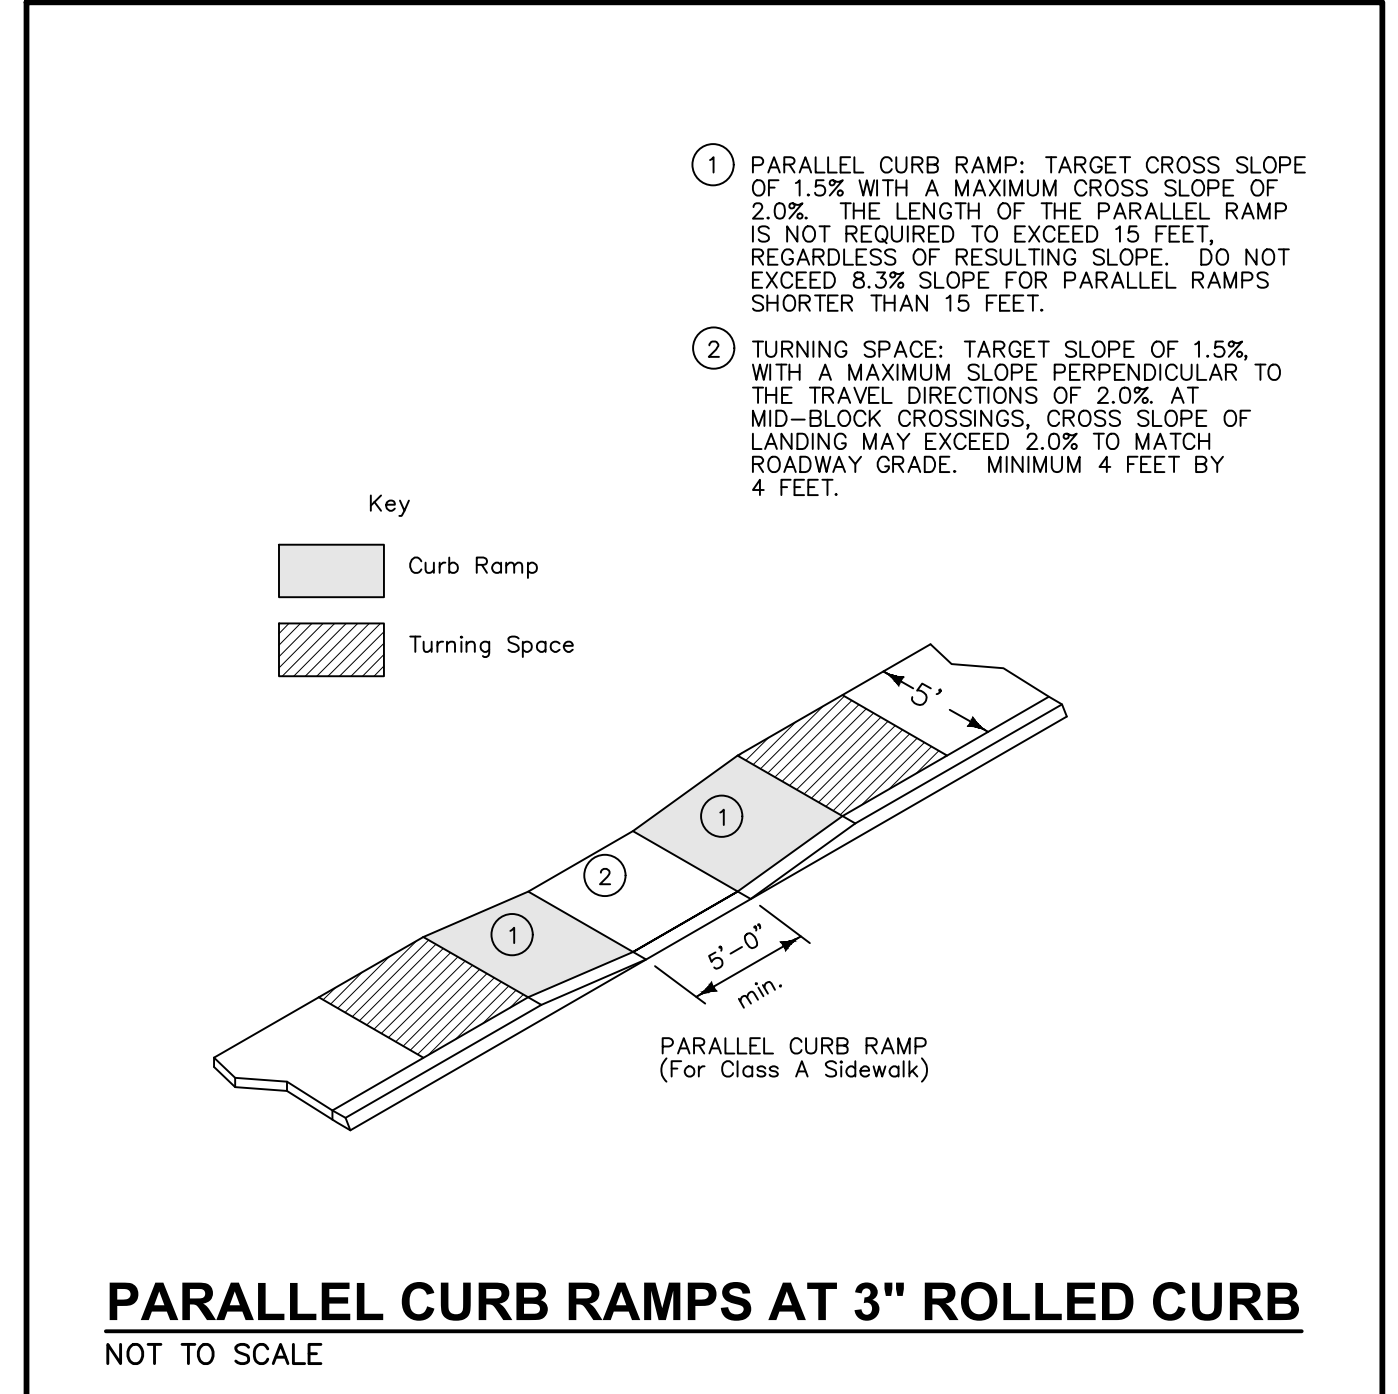 1 PARALLEL CURB RAMP: TARGET CROSS SLOPE
OF 1.5% WITH A MAXIMUM CROSS SLOPE OF
2.0%. THE LENGTH OF THE PARALLEL RAMP
IS NOT REQUIRED TO EXCEED 15 FEET,
REGARDLESS OF RESULTING SLOPE. DO NOT
EXCEED 8.3% SLOPE FOR PARALLEL RAMPS
SHORTER THAN 15 FEET.
2 TURNING SPACE: TARGET SLOPE OF 1.5%,
WITH A MAXIMUM SLOPE PERPENDICULAR TO
THE TRAVEL DIRECTIONS OF 2.0%. AT
MID-BLOCK CROSSINGS, CROSS SLOPE OF
LANDING MAY EXCEED 2.0% TO MATCH
ROADWAY GRADE. MINIMUM 4 FEET BY
4 FEET.
Key
Curb Ramp
Turning Space
5'
1
2
1
5'-0"
min.
PARALLEL CURB RAMP
(For Class A Sidewalk)
PARALLEL CURB RAMPS AT 3" ROLLED CURB
NOT TO SCALE